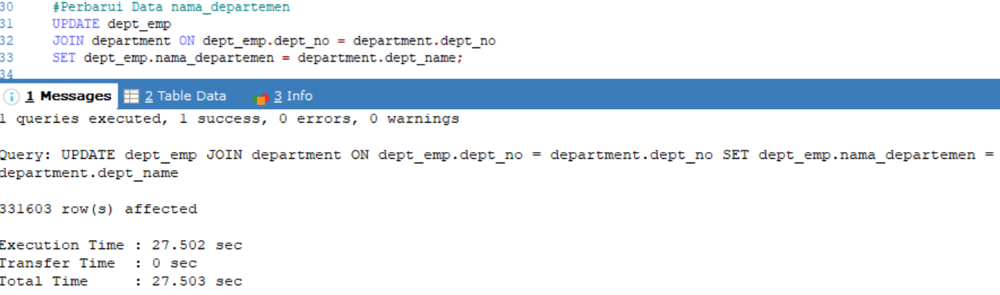 30 #Perbarui Data nama_departemen
31 UPDATE dept_emp
32 JOIN department ON dept_emp.dept_no = department.dept_no
33 SET dept_emp.nama_departemen = department.dept_name;
34
1 Messages 2 Table Data 3 Info
1 queries executed, 1 success, 0 errors, 0 warnings
Query: UPDATE dept_emp JOIN department ON dept_emp.dept_no = department.dept_no SET dept_emp.nama_departemen =
department.dept_name
331603 row(s) affected
Execution Time : 27.502 sec
Transfer Time : 0 sec
Total Time : 27.503 sec